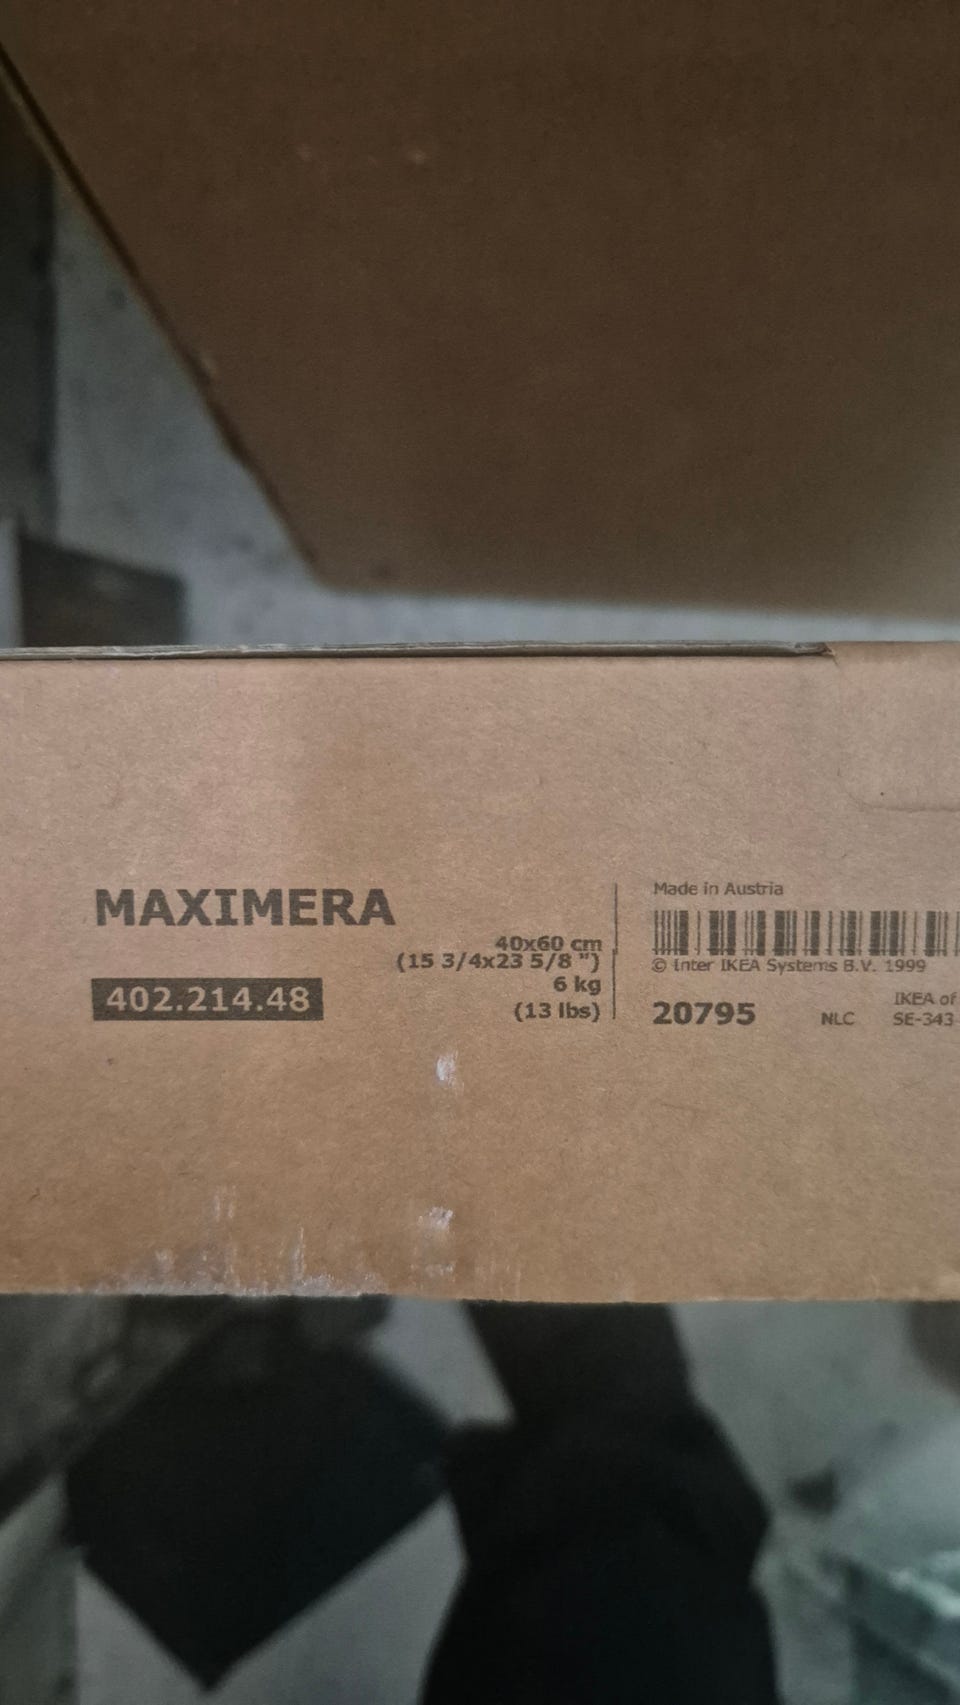 MAXIMERA
402.214.48
40x60 cm
(15 3/4x23 5/8 ")
6 kg
(13 lbs)
Made in Austria
© Inter IKEA Systems B.V. 1999
20795 NLC
IKEA of
SE-343